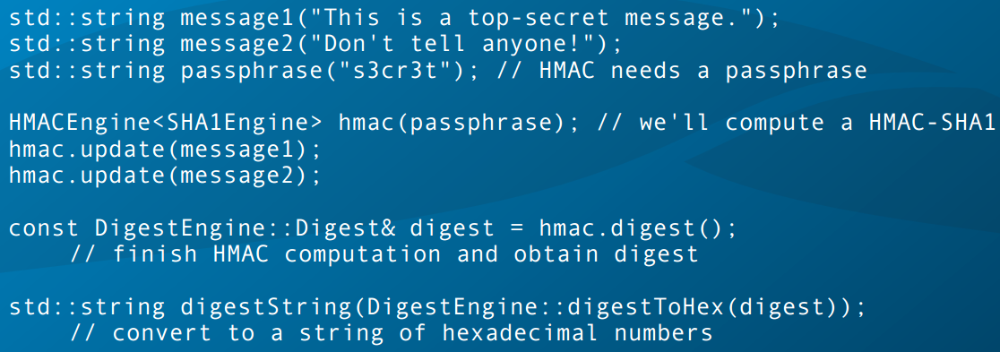 std::string message1("This is a top-secret message.");
std::string message2("Don't tell anyone!");
std::string passphrase("s3cr3t"); // HMAC needs a passphrase
HMACEngine<SHA1Engine> hmac(passphrase); // we'll compute a HMAC-SHA1
hmac.update(message1);
hmac.update(message2);
const DigestEngine::Digest& digest = hmac.digest();
// finish HMAC computation and obtain digest
std::string digestString(DigestEngine::digestToHex(digest));
// convert to a string of hexadecimal numbers